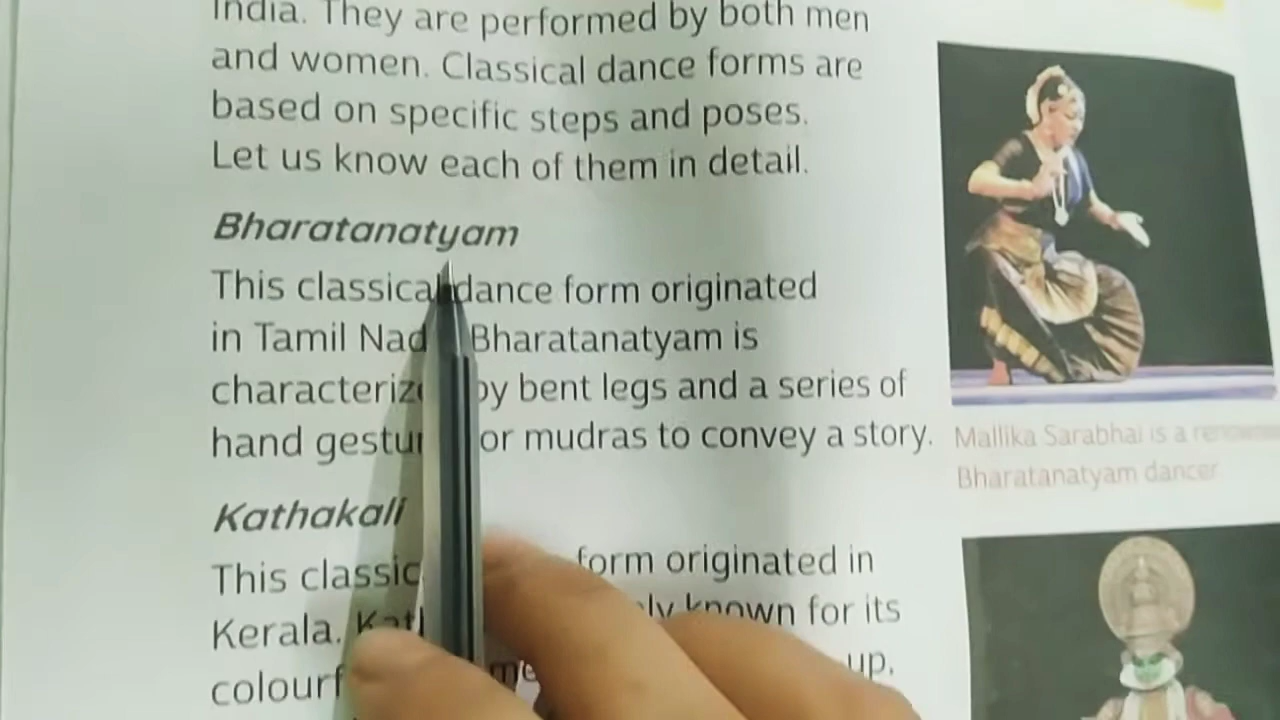 India. They are performed by both men
and women. Classical dance forms are
based on specific steps and poses.
Let us know each of them in detail.
Bharatanatyam
This classical dance form originated
in Tamil Nad Bharatanatyam is
characteriz by bent legs and a series of
hand gestur or mudras to convey a story.
Kathakali
This classic form originated in
Kerala. known for its
colourf up.
Mallika Sarabhai is a
Bharatanatyam dancer